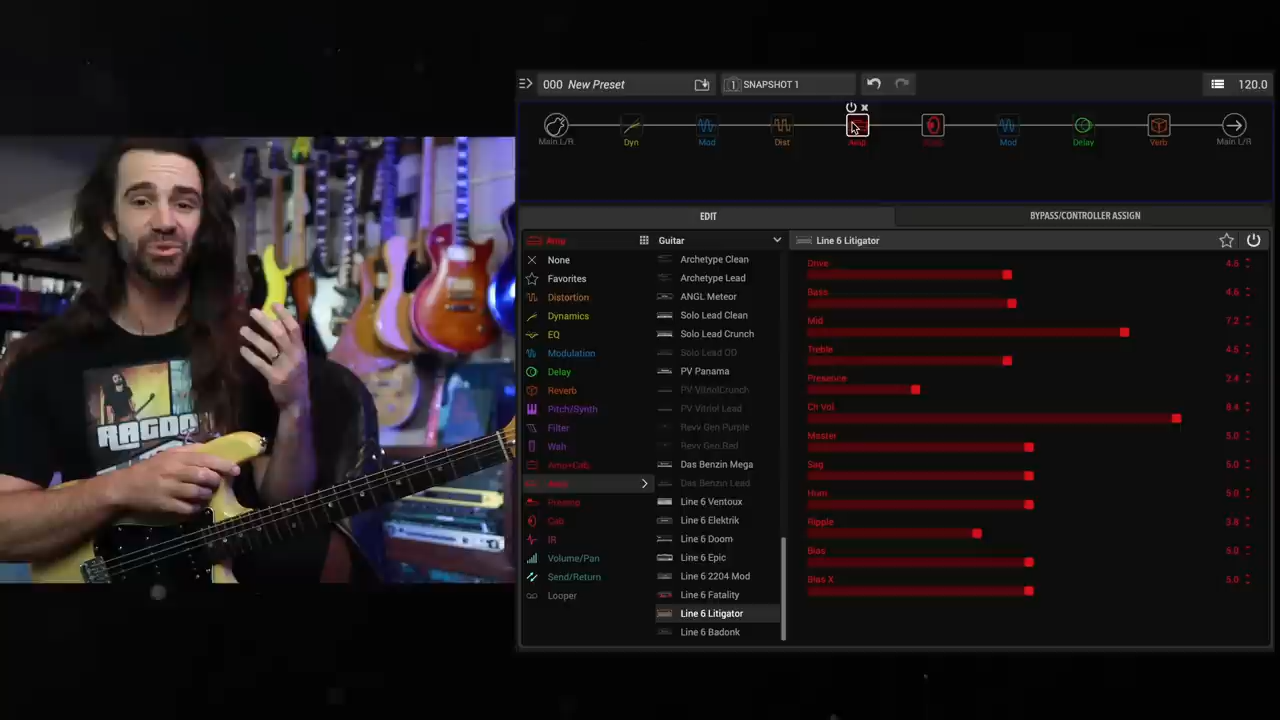 000 New Preset
1 SNAPSHOT 1
120.0
Main L/R
Dyn
Mod
Dist
Amp
Mod
Delay
Verb
Main L/R
EDIT
BYPASS/CONTROLLER ASSIGN
Amp
None
Favorites
Distortion
Dynamics
EQ
Modulation
Delay
Reverb
Pitch/Synth
Filter
Wah
Amp+Cab
Amp
Preamp
Cab
IR
Volume/Pan
Send/Return
Looper
Guitar
Archetype Clean
Archetype Lead
ANGL Meteor
Solo Lead Clean
Solo Lead Crunch
Solo Lead OD
PV Panama
PV VitriolCrunch
PV Vitriol Lead
Revv Gen Purple
Revv Gen Red
Das Benzin Mega
Das Benzin Lead
Line 6 Ventoux
Line 6 Elektrik
Line 6 Doom
Line 6 Epic
Line 6 2204 Mod
Line 6 Fatality
Line 6 Litigator
Line 6 Badonk
Line 6 Litigator
Drive 4.5
Bass 4.6
Mid 7.2
Treble 4.5
Presence 2.4
Ch Vol 8.4
Master 5.0
Sag 5.0
Hum 5.0
Ripple 3.8
Bias 5.0
Bias X 5.0
RAGDO